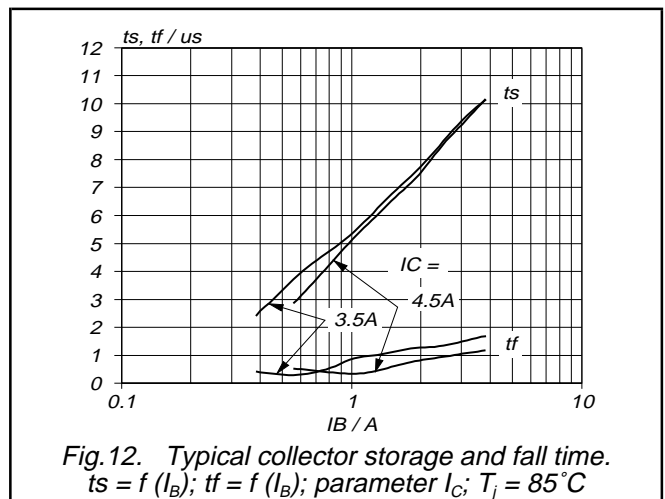 ts, tf / us
12
11
10
9
8
7
6
5
4
3
2
1
0
ts
IC =
4.5A
3.5A
tf
0.1 1 10
IB / A
Fig.12. Typical collector storage and fall time.
ts = f (IB); tf = f (IB); parameter IC; Tj = 85˚C